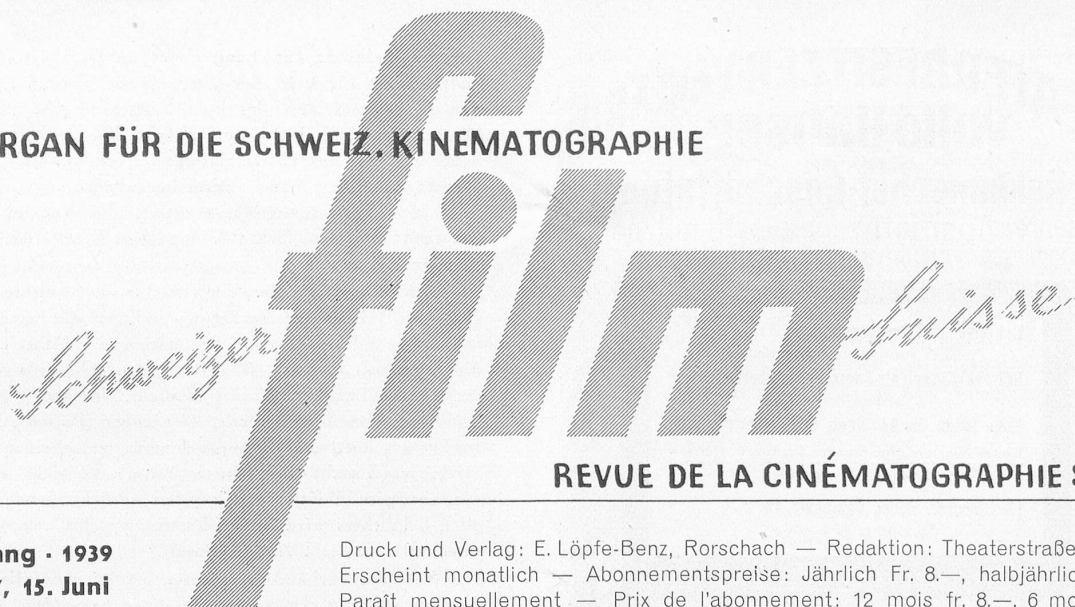 RGAN FÜR DIE SCHWEIZ. KINEMATOGRAPHIE
film
Schweizer
Suisse
REVUE DE LA CINÉMATOGRAPHIE
ang · 1939
, 15. Juni
Druck und Verlag: E. Löpfe-Benz, Rorschach — Redaktion: Theaterstraße
Erscheint monatlich — Abonnementspreise: Jährlich Fr. 8.—, halbjährlic
Paraît mensuellement — Prix de l'abonnement: 12 mois fr. 8.—, 6 mo